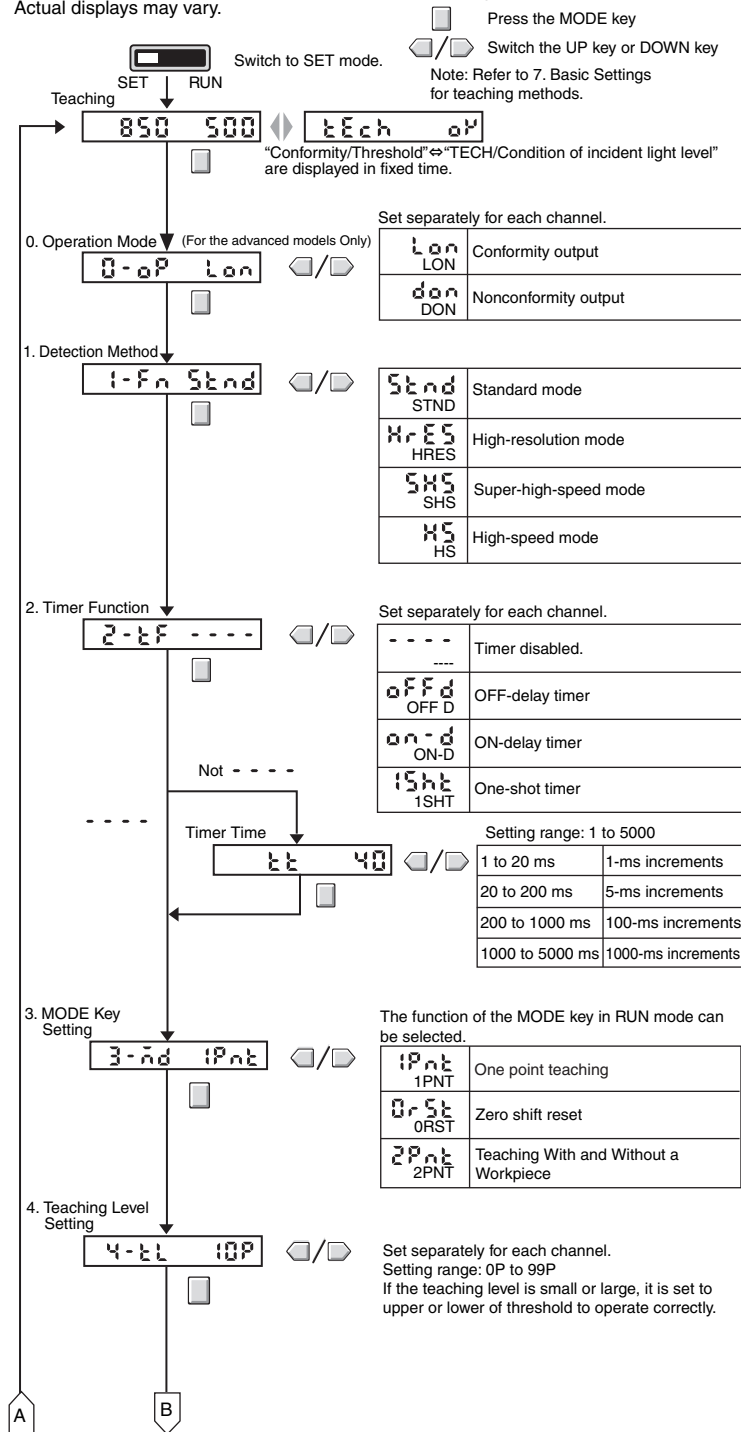 Actual displays may vary.
Press the MODE key
Switch the UP key or DOWN key
SET
RUN
Switch to SET mode.
Note: Refer to 7. Basic Settings
for teaching methods.
Teaching
850 500
tEch oK
"Conformity/Threshold"⇔"TECH/Condition of incident light level"
are displayed in fixed time.
0. Operation Mode
(For the advanced models Only)
0-oP Lon
Set separately for each channel.
Lon
LON
Conformity output
don
DON
Nonconformity output
1. Detection Method
1-Fn Stnd
Stnd
STND
Standard mode
HrES
HRES
High-resolution mode
SHS
SHS
Super-high-speed mode
HS
HS
High-speed mode
2. Timer Function
2-tF ----
Set separately for each channel.
- - - -
----
Timer disabled.
oFFd
OFF D
OFF-delay timer
on-d
ON-D
ON-delay timer
1Sht
1SHT
One-shot timer
Not - - - -
- - - -
Timer Time
tt 40
Setting range: 1 to 5000
1 to 20 ms
1-ms increments
20 to 200 ms
5-ms increments
200 to 1000 ms
100-ms increments
1000 to 5000 ms
1000-ms increments
3. MODE Key
Setting
3-md 1Pnt
The function of the MODE key in RUN mode can
be selected.
1Pnt
1PNT
One point teaching
0rSt
0RST
Zero shift reset
2Pnt
2PNT
Teaching With and Without a
Workpiece
4. Teaching Level
Setting
4-tL 10P
Set separately for each channel.
Setting range: 0P to 99P
If the teaching level is small or large, it is set to
upper or lower of threshold to operate correctly.
A
B